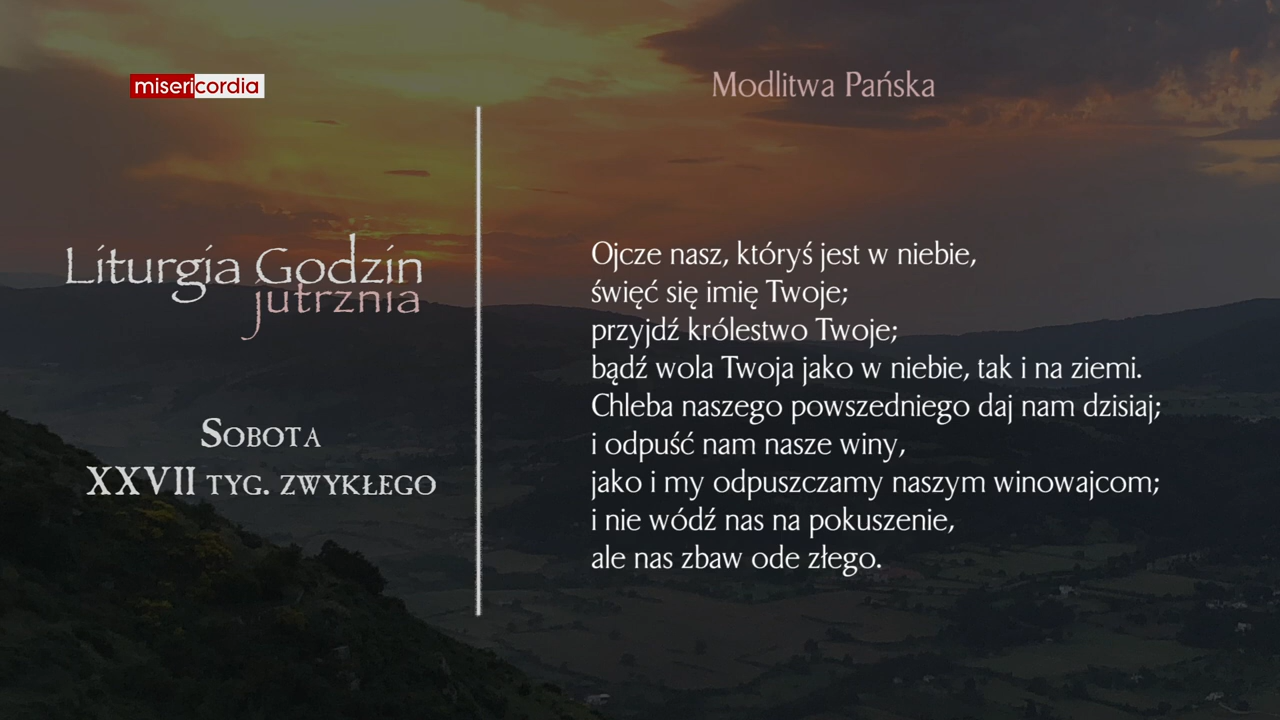 misericordia
Liturgia Godzin
jutrznia
Sobota
XXVII tyg. zwykłego
Modlitwa Pańska
Ojcze nasz, któryś jest w niebie,
święć się imię Twoje;
przyjdź królestwo Twoje;
bądź wola Twoja jako w niebie, tak i na ziemi.
Chleba naszego powszedniego daj nam dzisiaj;
i odpuść nam nasze winy,
jako i my odpuszczamy naszym winowajcom;
i nie wódź nas na pokuszenie,
ale nas zbaw ode złego.